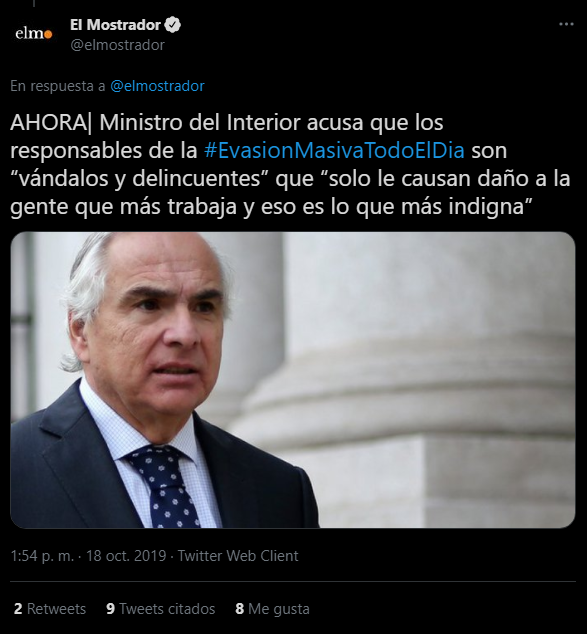 elmo
El Mostrador
@elmostrador
En respuesta a @elmostrador
AHORA| Ministro del Interior acusa que los
responsables de la #EvasionMasivaTodoElDia son
“vándalos y delincuentes” que “solo le causan daño a la
gente que más trabaja y eso es lo que más indigna”
1:54 p. m. · 18 oct. 2019 · Twitter Web Client
2 Retweets 9 Tweets citados 8 Me gusta